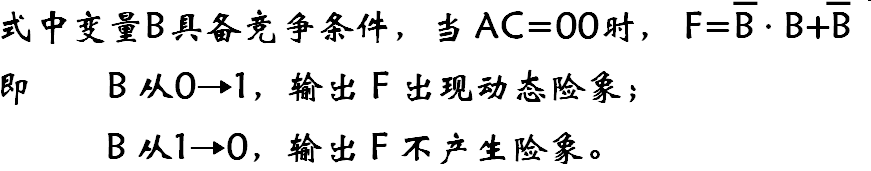 式中变量B具备竞争条件，当 AC=00时， F=B̅·B+B̅
即 B 从0→1，输出 F 出现动态险象；
B 从1→0，输出 F 不产生险象。